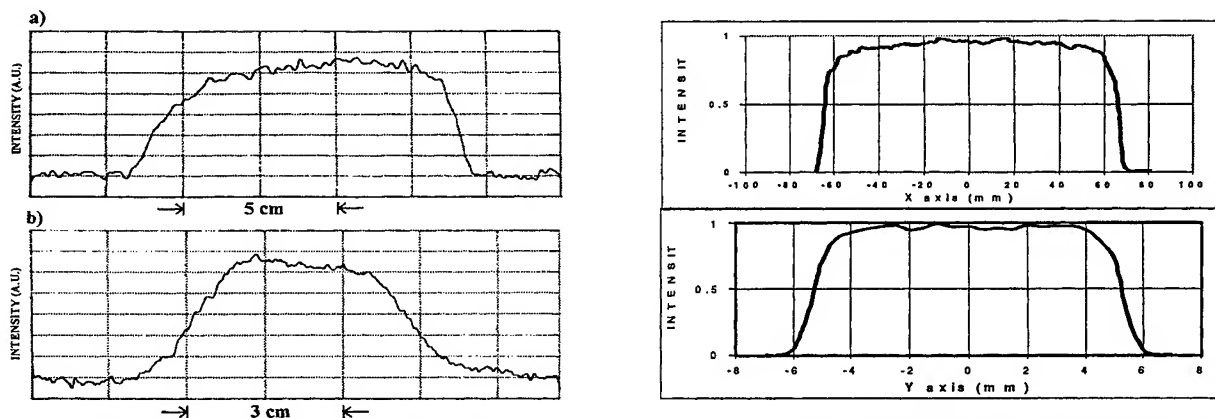 a)
INTENSITY (A.U.)
5 cm
b)
INTENSITY (A.U.)
3 cm
INTENSIT
1
0.5
0
-100 -80 -60 -40 -20 0 20 40 60 80 100
X axis (mm)
INTENSIT
1
0.5
0
-8 -6 -4 -2 0 2 4 6 8
Y axis (mm)